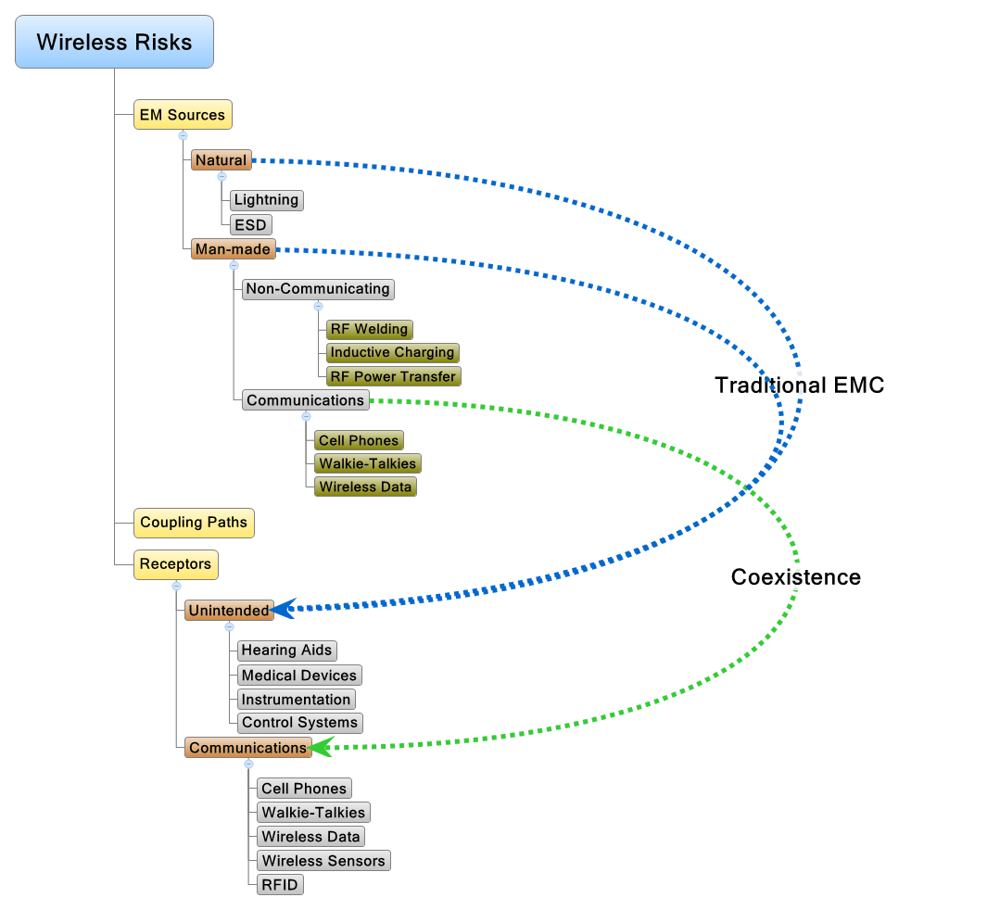 Wireless Risks
EM Sources
Natural
Lightning
ESD
Man-made
Non-Communicating
RF Welding
Inductive Charging
RF Power Transfer
Traditional EMC
Communications
Cell Phones
Walkie-Talkies
Wireless Data
Coupling Paths
Receptors
Coexistence
Unintended
Hearing Aids
Medical Devices
Instrumentation
Control Systems
Communications
Cell Phones
Walkie-Talkies
Wireless Data
Wireless Sensors
RFID